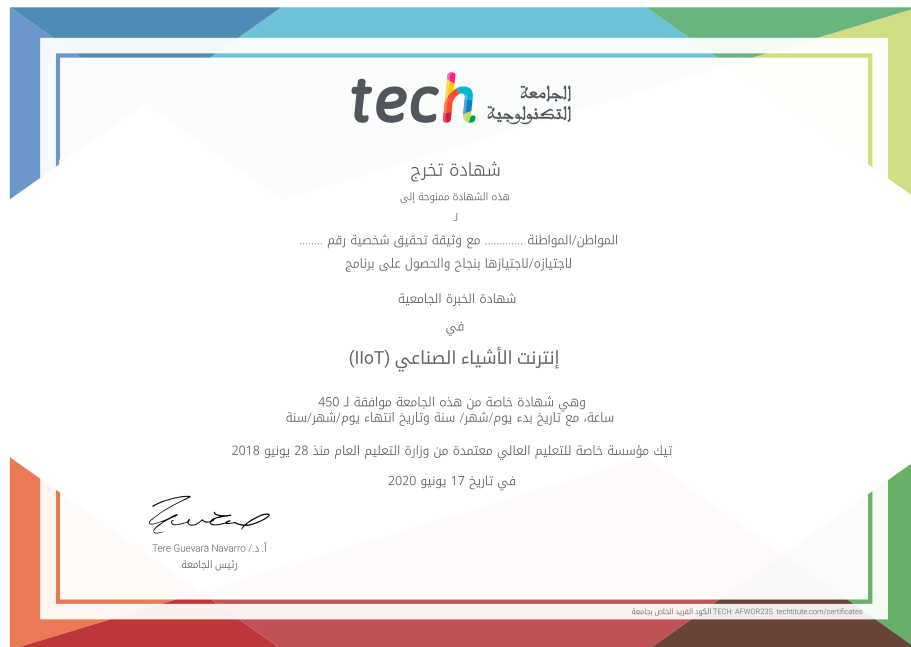 tech
الجامعة
التكنولوجية
شهادة تخرج
هذه الشهادة ممنوحة إلى
لـ
المواطن/المواطنة ............ مع وثيقة تحقيق شخصية رقم ........
لاجتيازه/لاجتيازها بنجاح والحصول على برنامج
شهادة الخبرة الجامعية
في
إنترنت الأشياء الصناعي (IIoT)
وهي شهادة خاصة من هذه الجامعة موافقة لـ 450
ساعة، مع تاريخ بدء يوم/شهر/ سنة وتاريخ انتهاء يوم/شهر/سنة
تيك مؤسسة خاصة للتعليم العالي معتمدة من وزارة التعليم العام منذ 28 يونيو 2018
في تاريخ 17 يونيو 2020
أ.د./ Tere Guevara Navarro
رئيس الجامعة
الكود الفريد الخاص بجامعة TECH: AFWOR23S techtitute.com/certificates